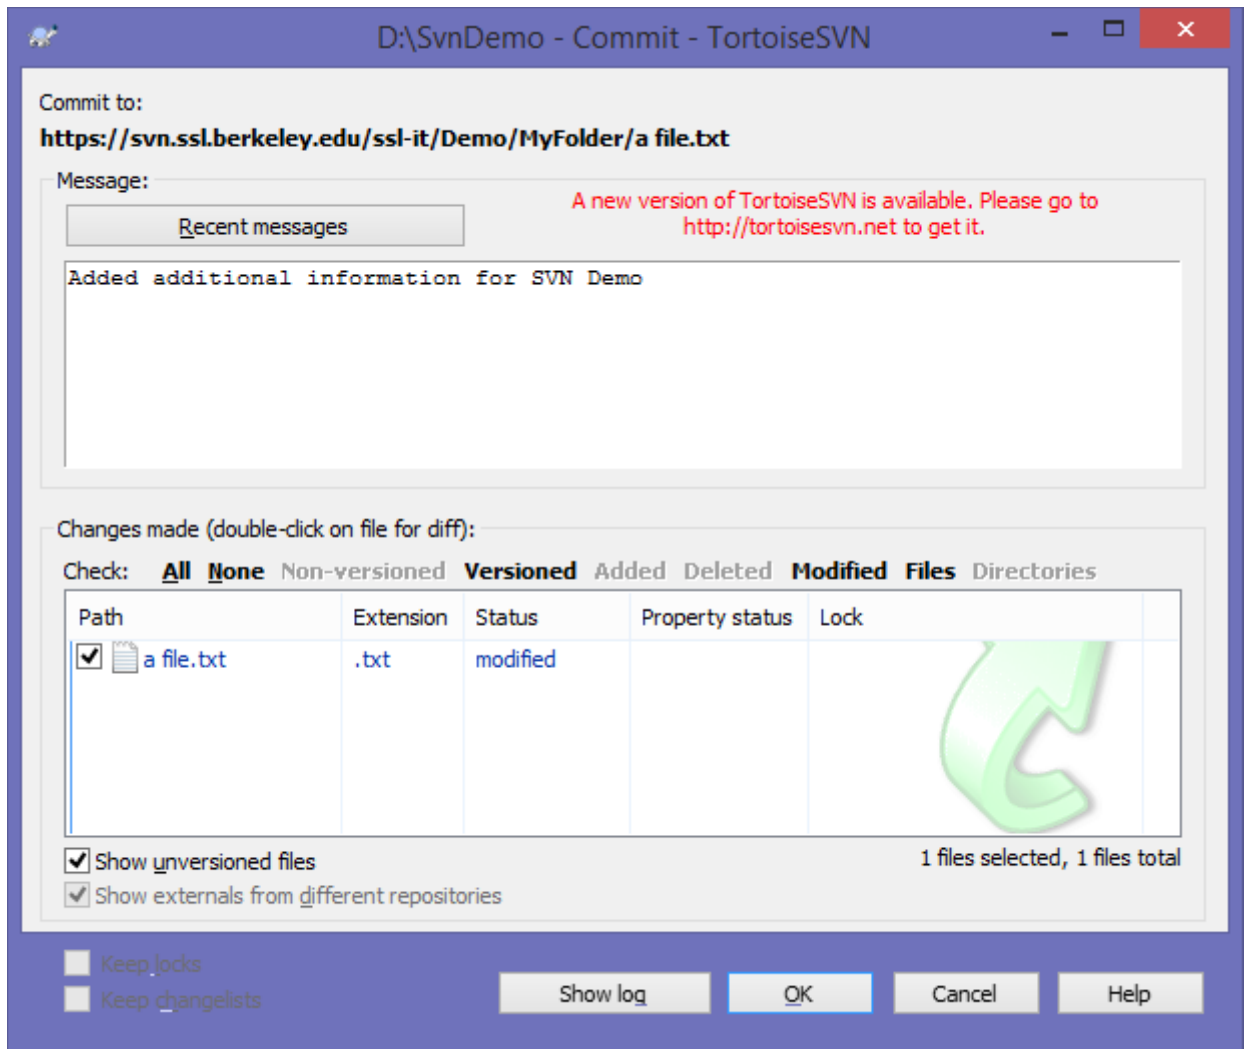 D:\SvnDemo - Commit - TortoiseSVN
Commit to:
https://svn.ssl.berkeley.edu/ssl-it/Demo/MyFolder/a file.txt
Message:
A new version of TortoiseSVN is available. Please go to
http://tortoisesvn.net to get it.
Recent messages
Added additional information for SVN Demo
Changes made (double-click on file for diff):
Check: All None Non-versioned Versioned Added Deleted Modified Files Directories
Path Extension Status Property status Lock
a file.txt .txt modified
Show unversioned files
1 files selected, 1 files total
Show externals from different repositories
Keep locks
Keep changelists
Show log OK Cancel Help